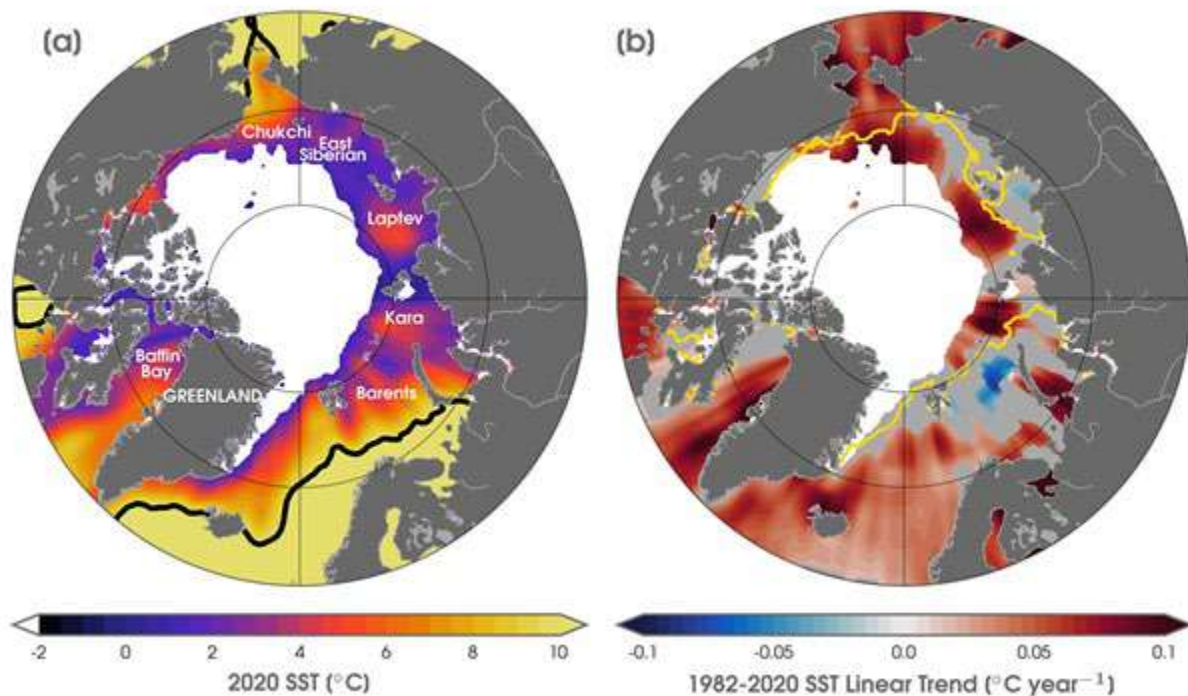 (a)
Chukchi
East
Siberian
Laptev
Kara
Baffin
Bay
GREENLAND
Barents
-2 0 2 4 6 8 10
2020 SST (°C)
(b)
-0.1 -0.05 0.0 0.05 0.1
1982-2020 SST Linear Trend (°C year⁻¹)